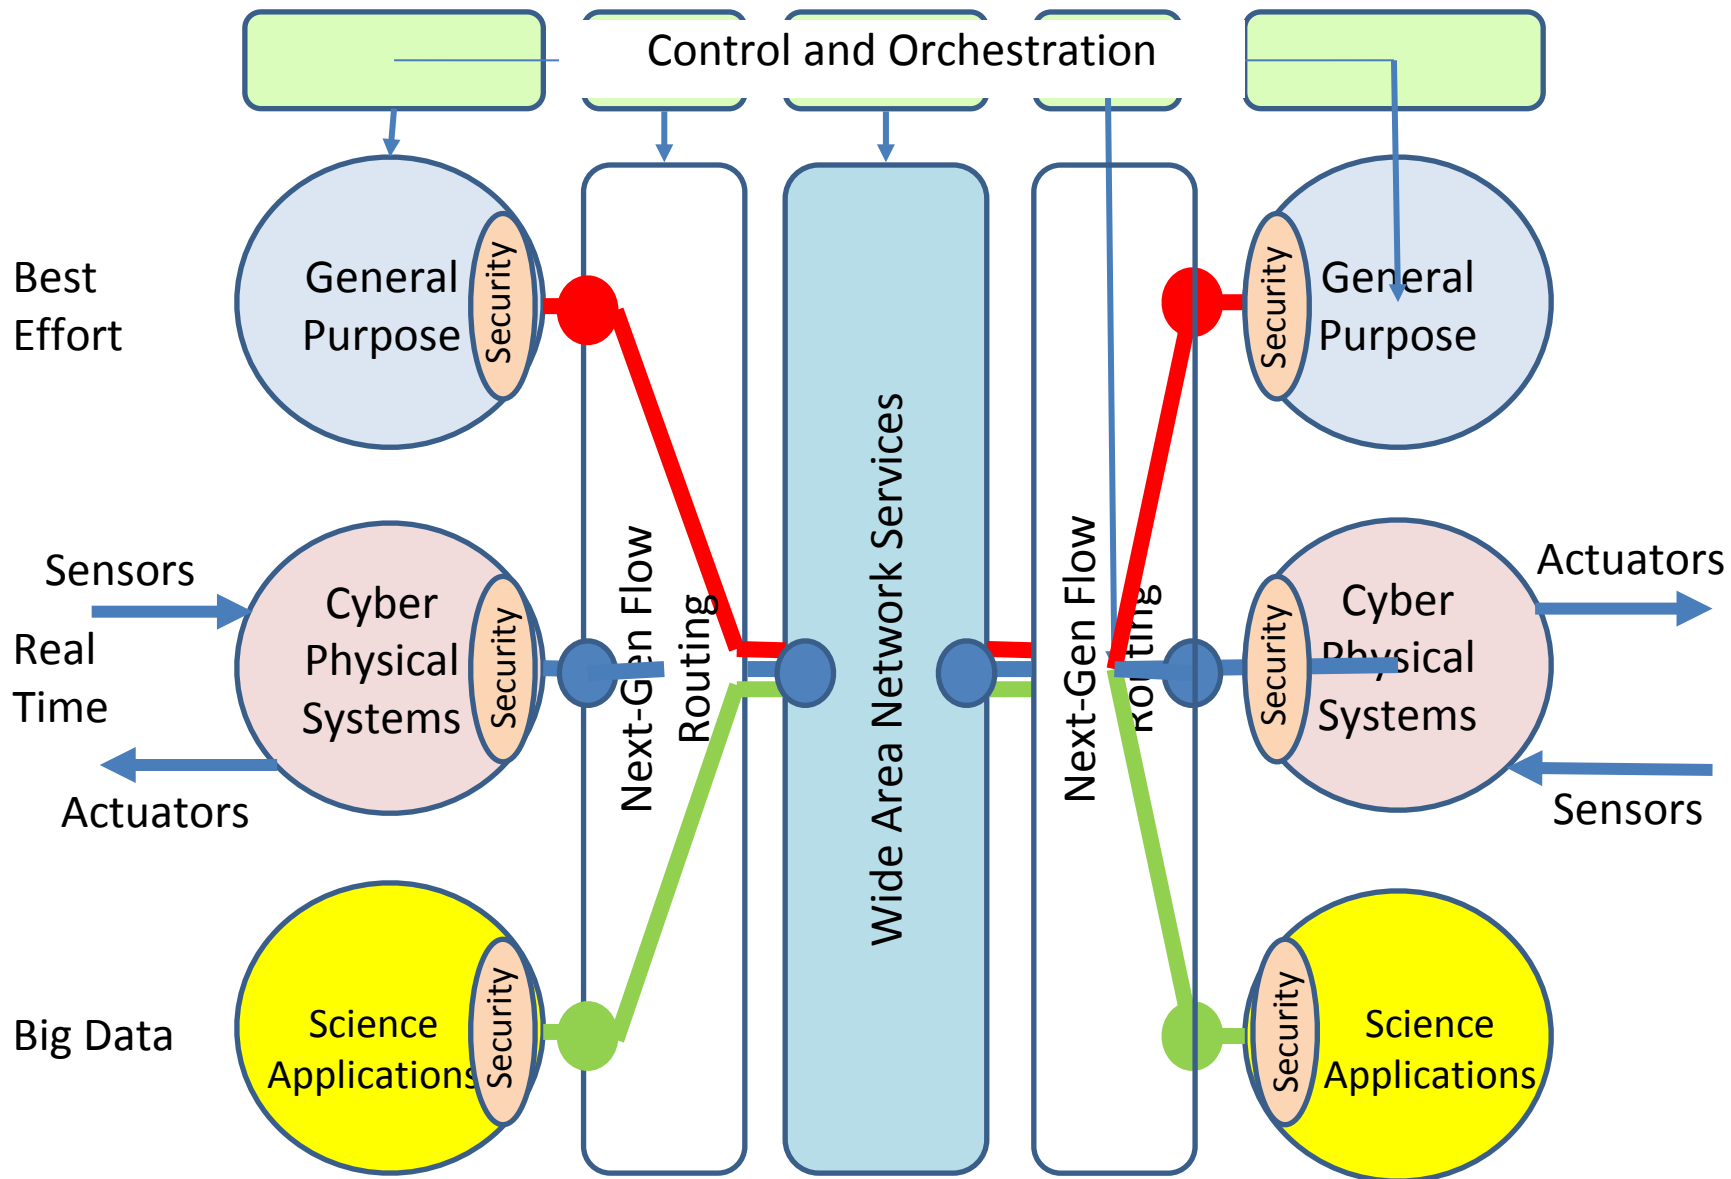 Control and Orchestration
Best
Effort
General
Purpose
Security
Security
General
Purpose
Sensors
Real
Time
Actuators
Cyber
Physical
Systems
Security
Next-Gen Flow
Routing
Wide Area Network Services
Next-Gen Flow
Routing
Security
Cyber
Physical
Systems
Actuators
Sensors
Big Data
Science
Applications
Security
Security
Science
Applications